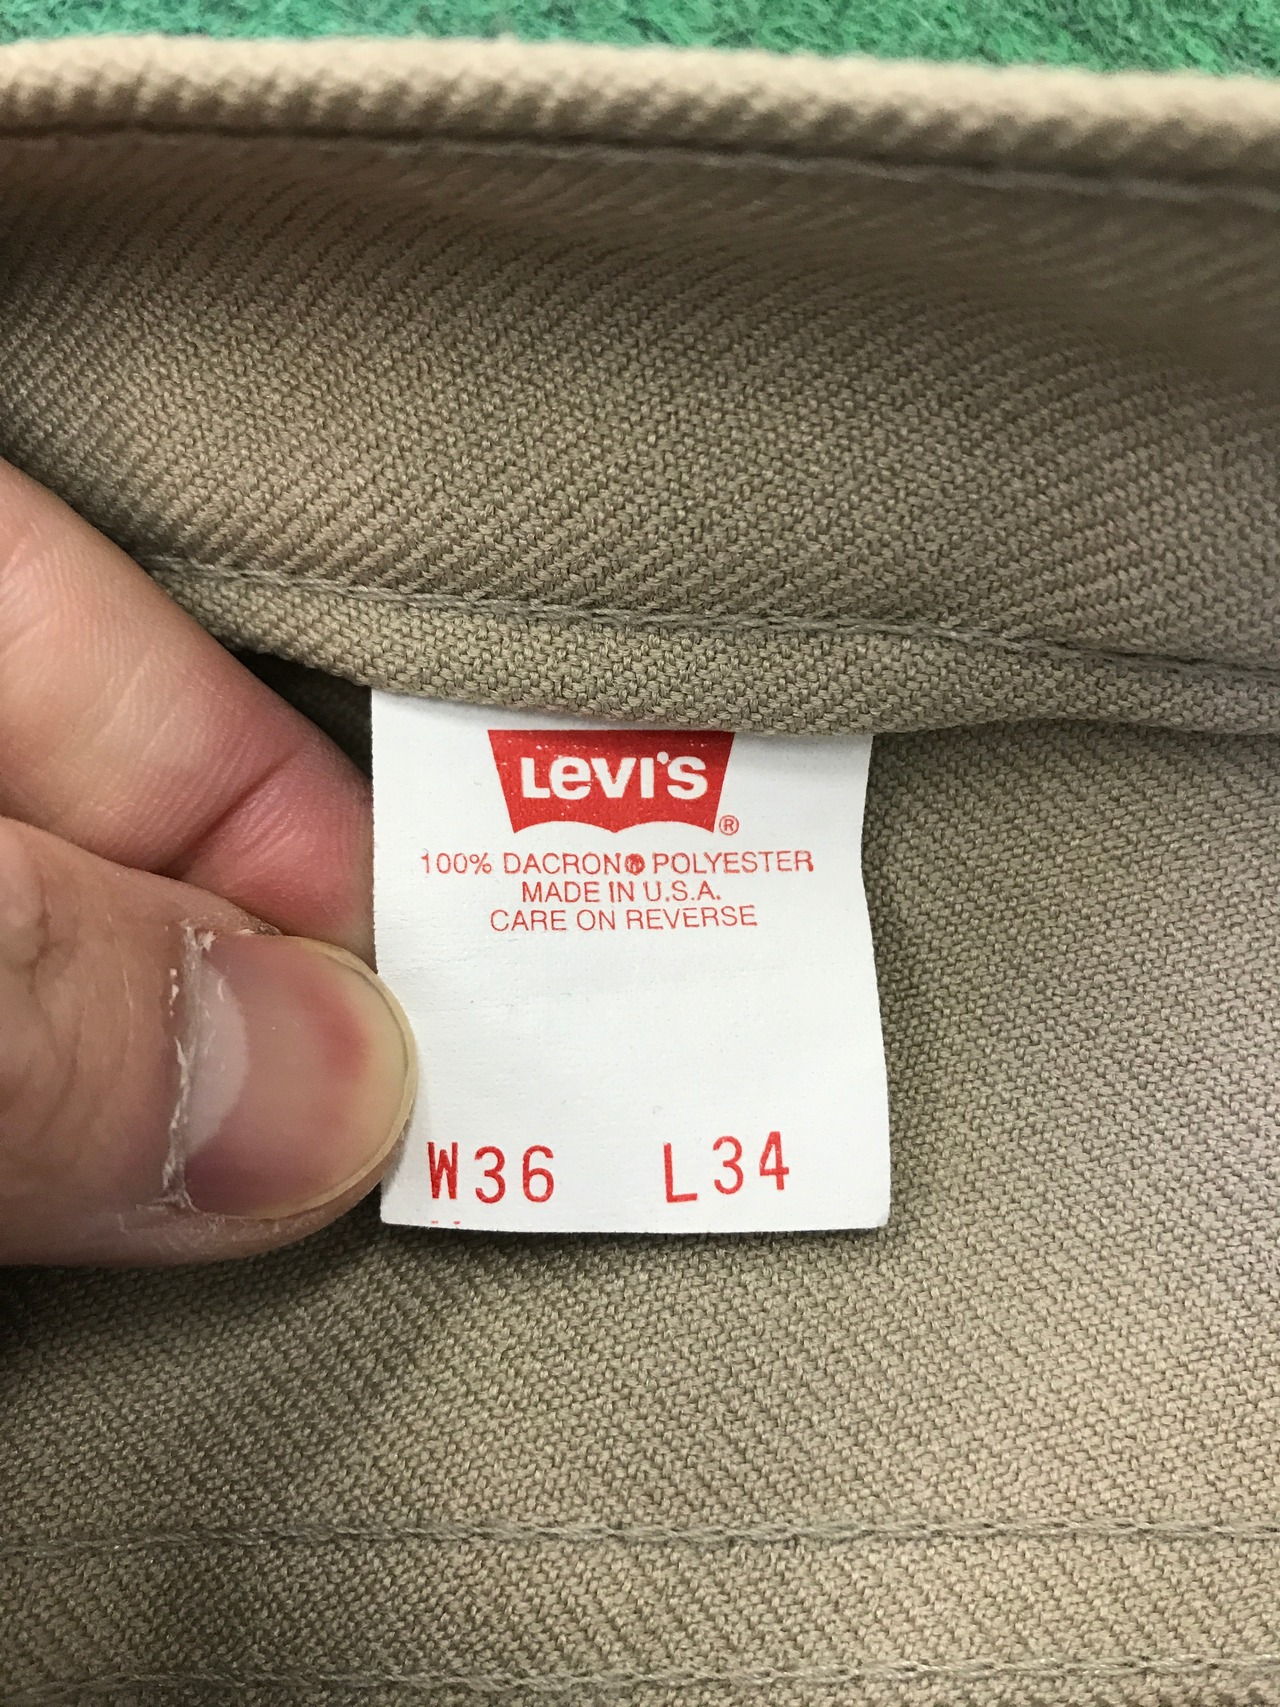 Levi's®
100% DACRON® POLYESTER
MADE IN U.S.A.
CARE ON REVERSE
W36 L34